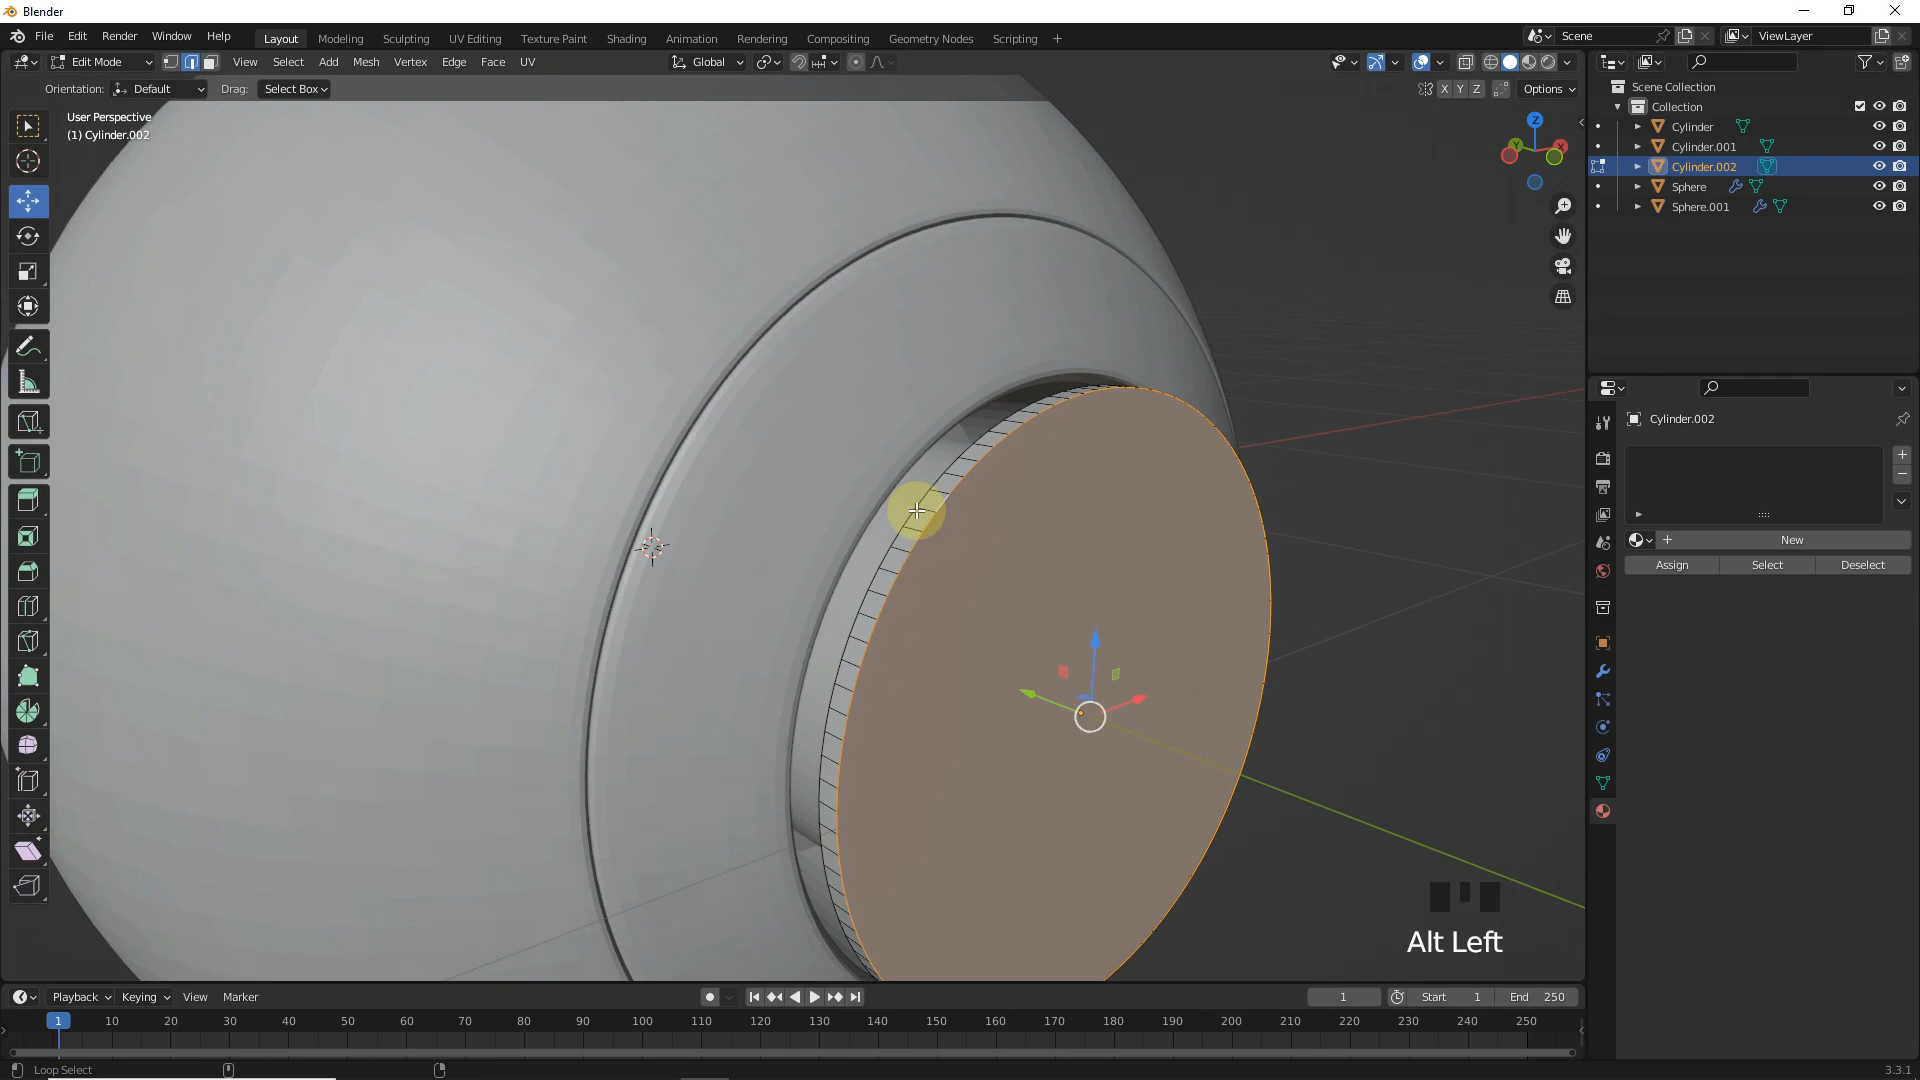 Blender
File Edit Render Window Help
Layout Modeling Sculpting UV Editing Texture Paint Shading Animation Rendering Compositing Geometry Nodes Scripting +
Scene
ViewLayer
Edit Mode
View Select Add Mesh Vertex Edge Face UV
Global
Orientation: Default Drag: Select Box
X Y Z Options
User Perspective
(1) Cylinder.002
Z
Y
X
Scene Collection
Collection
Cylinder
Cylinder.001
Cylinder.002
Sphere
Sphere.001
Cylinder.002
New
Assign Select Deselect
Alt Left
Playback Keying View Marker
1 Start 1 End 250
1 10 20 30 40 50 60 70 80 90 100 110 120 130 140 150 160 170 180 190 200 210 220 230 240 250
Loop Select
3.3.1